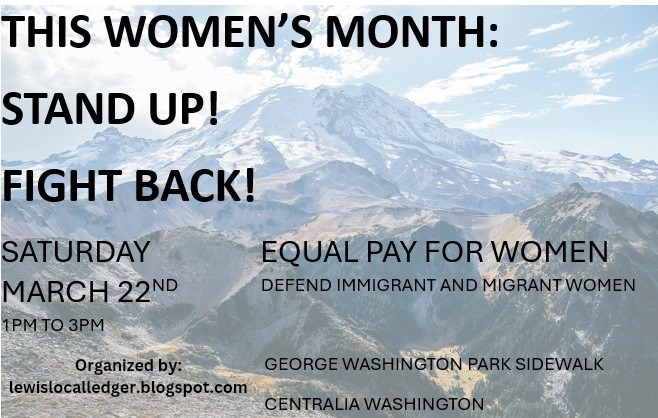 THIS WOMEN’S MONTH:
STAND UP!
FIGHT BACK!
SATURDAY
MARCH 22ND
1PM TO 3PM
EQUAL PAY FOR WOMEN
DEFEND IMMIGRANT AND MIGRANT WOMEN
Organized by:
lewislocalledger.blogspot.com
GEORGE WASHINGTON PARK SIDEWALK
CENTRALIA WASHINGTON